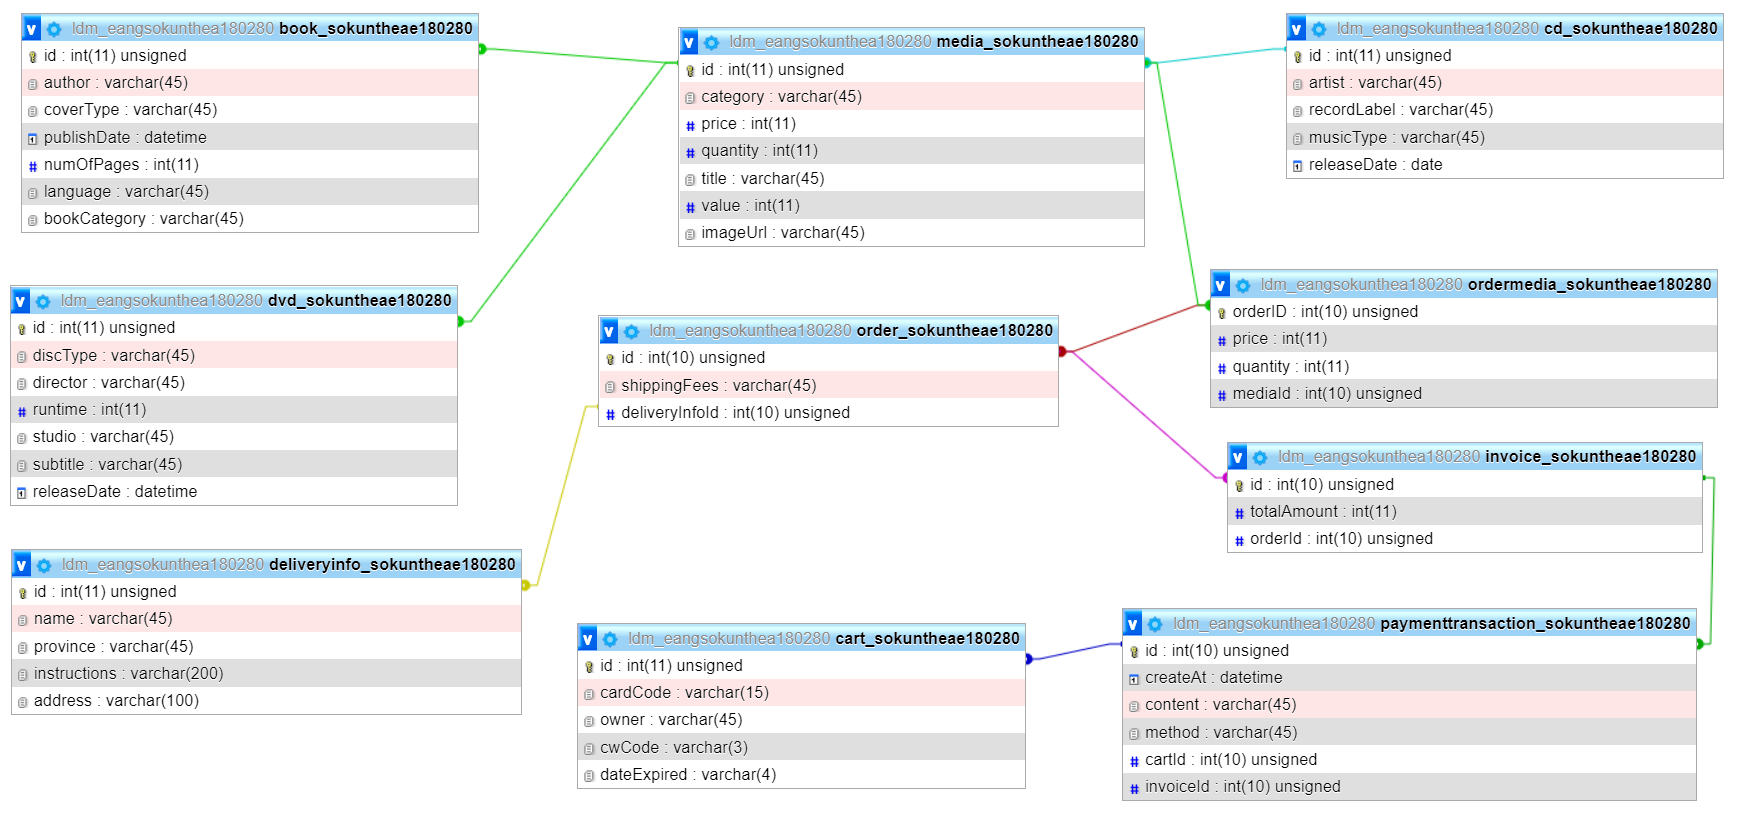 v ldm_eangsokunthea180280 book_sokuntheae180280
id : int(11) unsigned
author : varchar(45)
coverType : varchar(45)
publishDate : datetime
# numOfPages : int(11)
language : varchar(45)
bookCategory : varchar(45)
v ldm_eangsokunthea180280 media_sokuntheae180280
id : int(11) unsigned
category : varchar(45)
# price : int(11)
# quantity : int(11)
title : varchar(45)
# value : int(11)
imageUrl : varchar(45)
v ldm_eangsokunthea180280 cd_sokuntheae180280
id : int(11) unsigned
artist : varchar(45)
recordLabel : varchar(45)
musicType : varchar(45)
releaseDate : date
v ldm_eangsokunthea180280 dvd_sokuntheae180280
id : int(11) unsigned
discType : varchar(45)
director : varchar(45)
# runtime : int(11)
studio : varchar(45)
subtitle : varchar(45)
releaseDate : datetime
v ldm_eangsokunthea180280 order_sokuntheae180280
id : int(10) unsigned
shippingFees : varchar(45)
# deliveryInfoId : int(10) unsigned
v ldm_eangsokunthea180280 ordermedia_sokuntheae180280
orderID : int(10) unsigned
# price : int(11)
# quantity : int(11)
# mediaId : int(10) unsigned
v ldm_eangsokunthea180280 invoice_sokuntheae180280
id : int(10) unsigned
# totalAmount : int(11)
# orderId : int(10) unsigned
v ldm_eangsokunthea180280 deliveryinfo_sokuntheae180280
id : int(11) unsigned
name : varchar(45)
province : varchar(45)
instructions : varchar(200)
address : varchar(100)
v ldm_eangsokunthea180280 cart_sokuntheae180280
id : int(11) unsigned
cardCode : varchar(15)
owner : varchar(45)
cwCode : varchar(3)
dateExpired : varchar(4)
v ldm_eangsokunthea180280 paymenttransaction_sokuntheae180280
id : int(10) unsigned
createAt : datetime
content : varchar(45)
method : varchar(45)
# cartId : int(10) unsigned
# invoiceId : int(10) unsigned